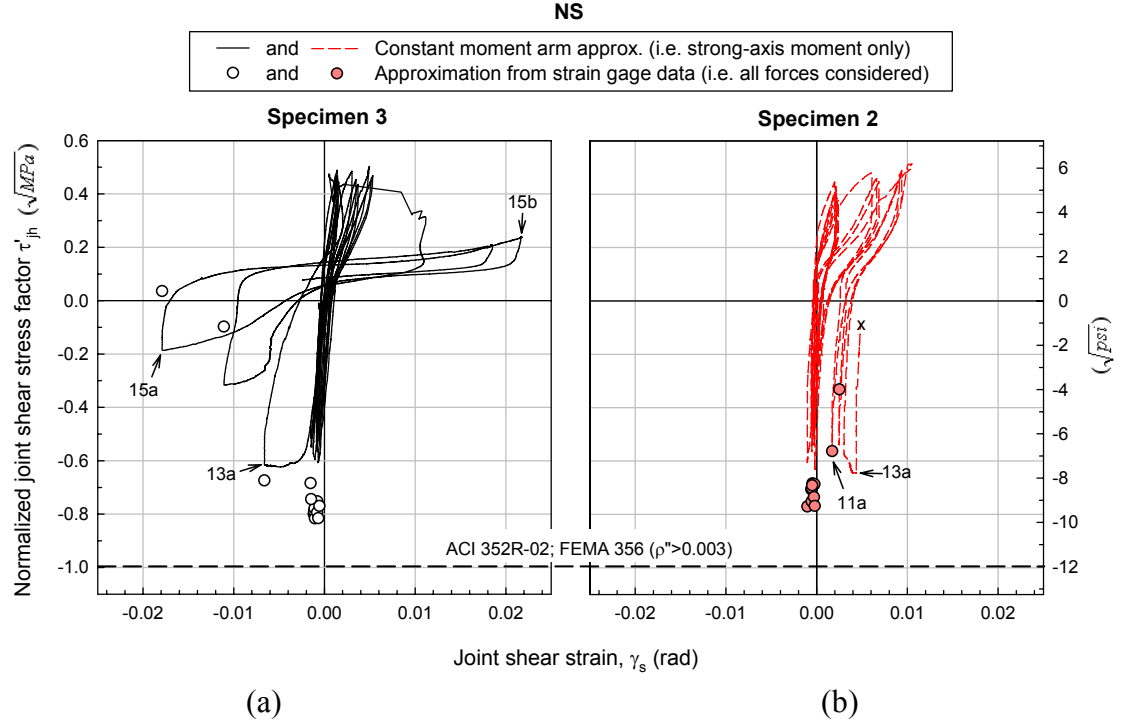 NS
and Constant moment arm approx. (i.e. strong-axis moment only)
and Approximation from strain gage data (i.e. all forces considered)
Specimen 3 Specimen 2
Normalized joint shear stress factor τ'jh (√MPa)
0.6
0.4
0.2
0.0
-0.2
-0.4
-0.6
-0.8
-1.0
15b
15a
13a
x
13a
11a
6
4
2
0
-2
-4
-6
-8
-10
-12
(√psi)
ACI 352R-02; FEMA 356 (ρ">0.003)
-0.02 -0.01 0.00 0.01 0.02 -0.02 -0.01 0.00 0.01 0.02
Joint shear strain, γs (rad)
(a) (b)